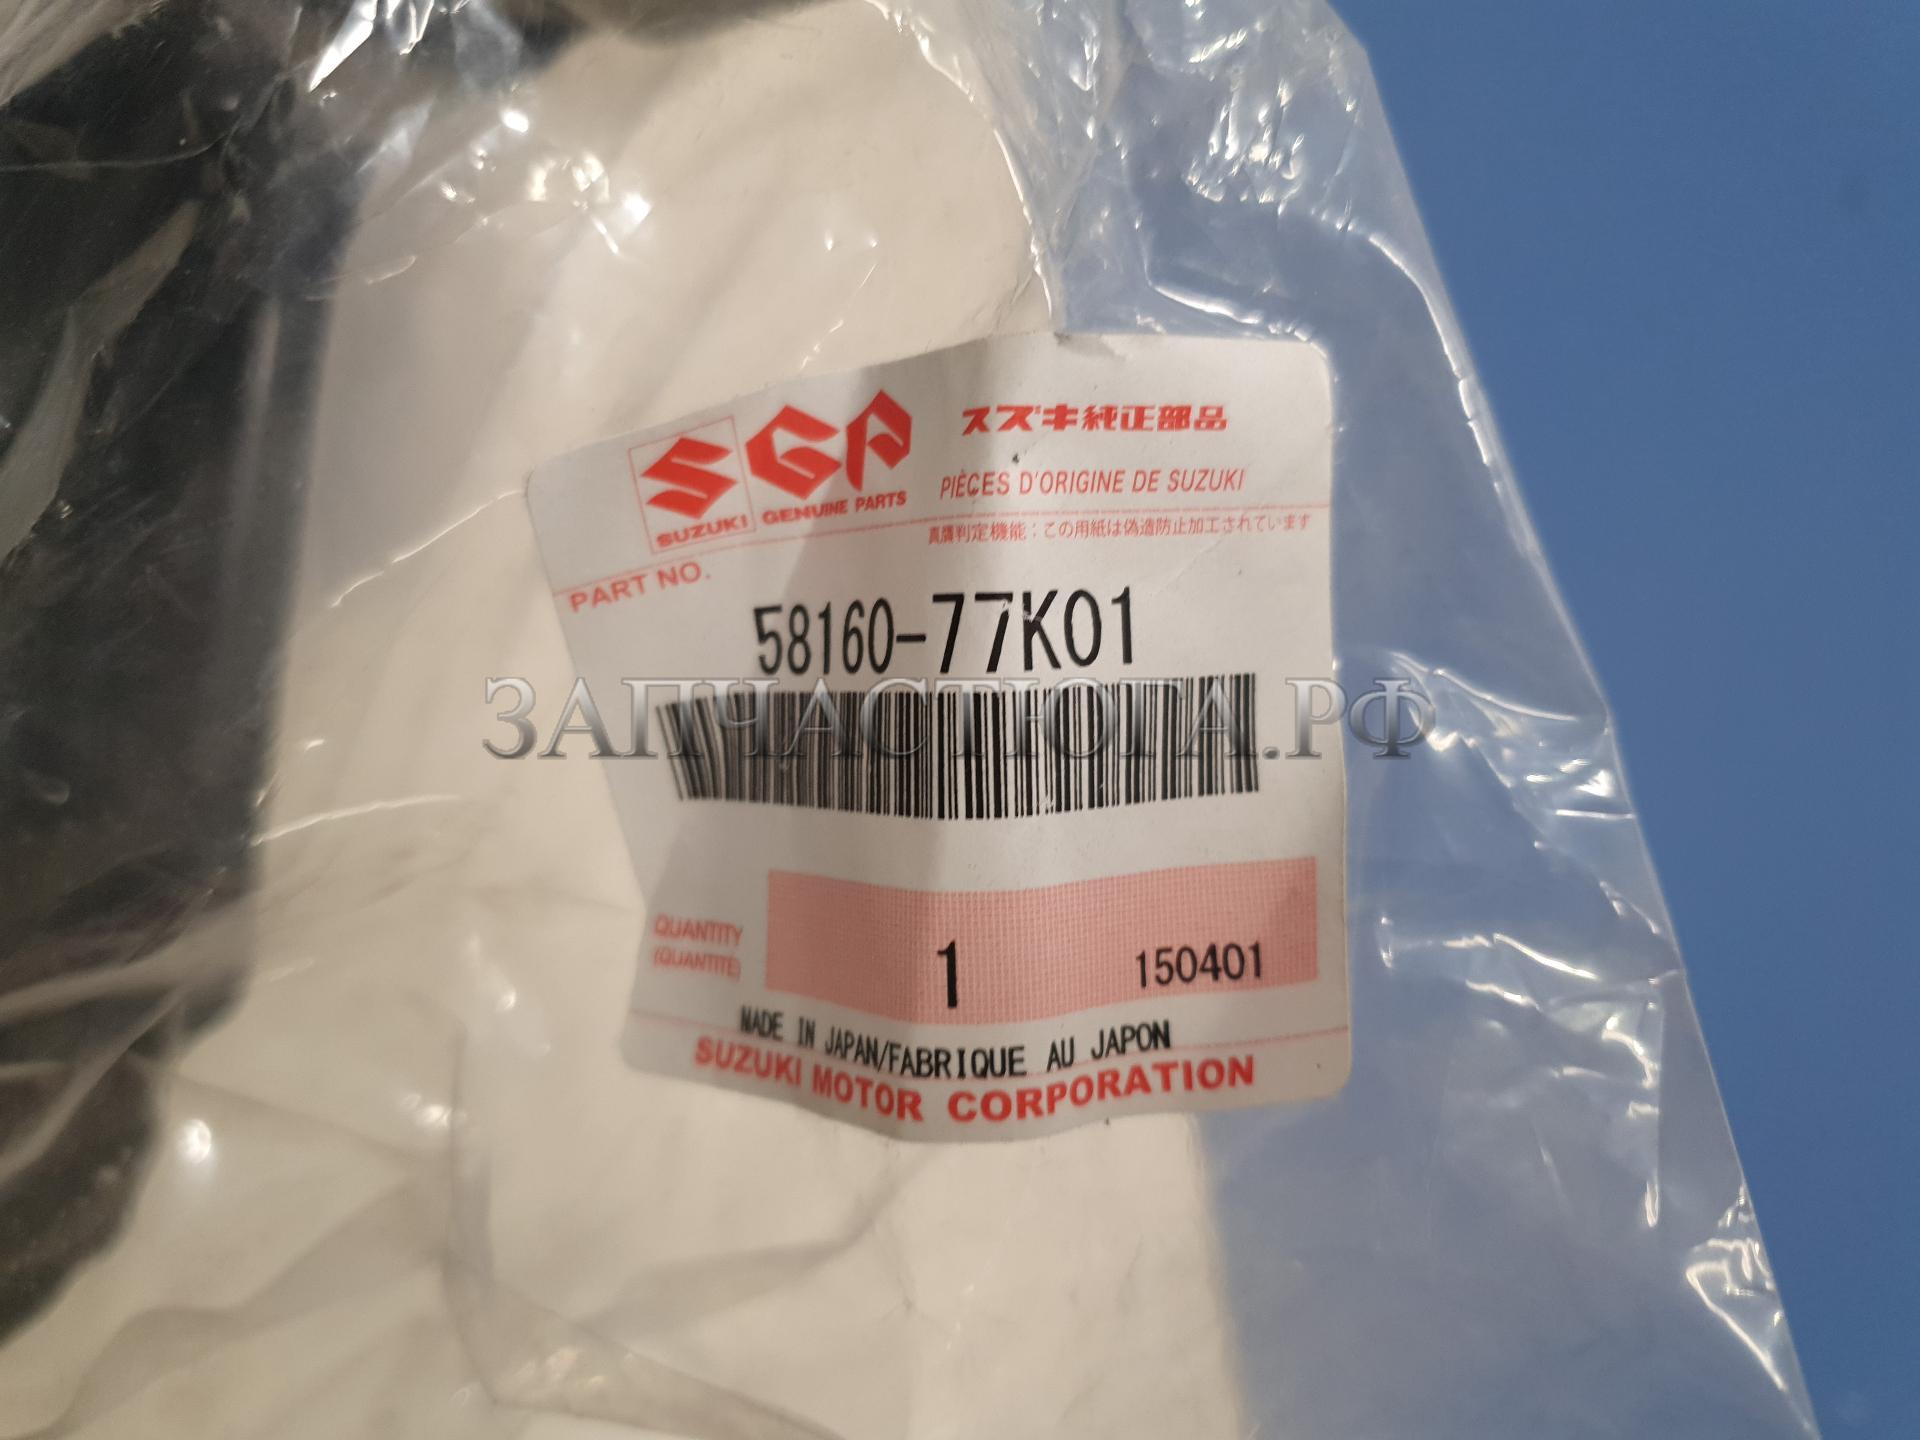 SGP スズキ純正部品
SUZUKI GENUINE PARTS PIÈCES D'ORIGINE DE SUZUKI
真贋判定機能：この用紙は偽造防止加工されています
PART NO.
58160-77K01
ЗАПЧАСТЮГА.РФ
QUANTITY
(QUANTITÉ)
1 150401
MADE IN JAPAN/FABRIQUE AU JAPON
SUZUKI MOTOR CORPORATION